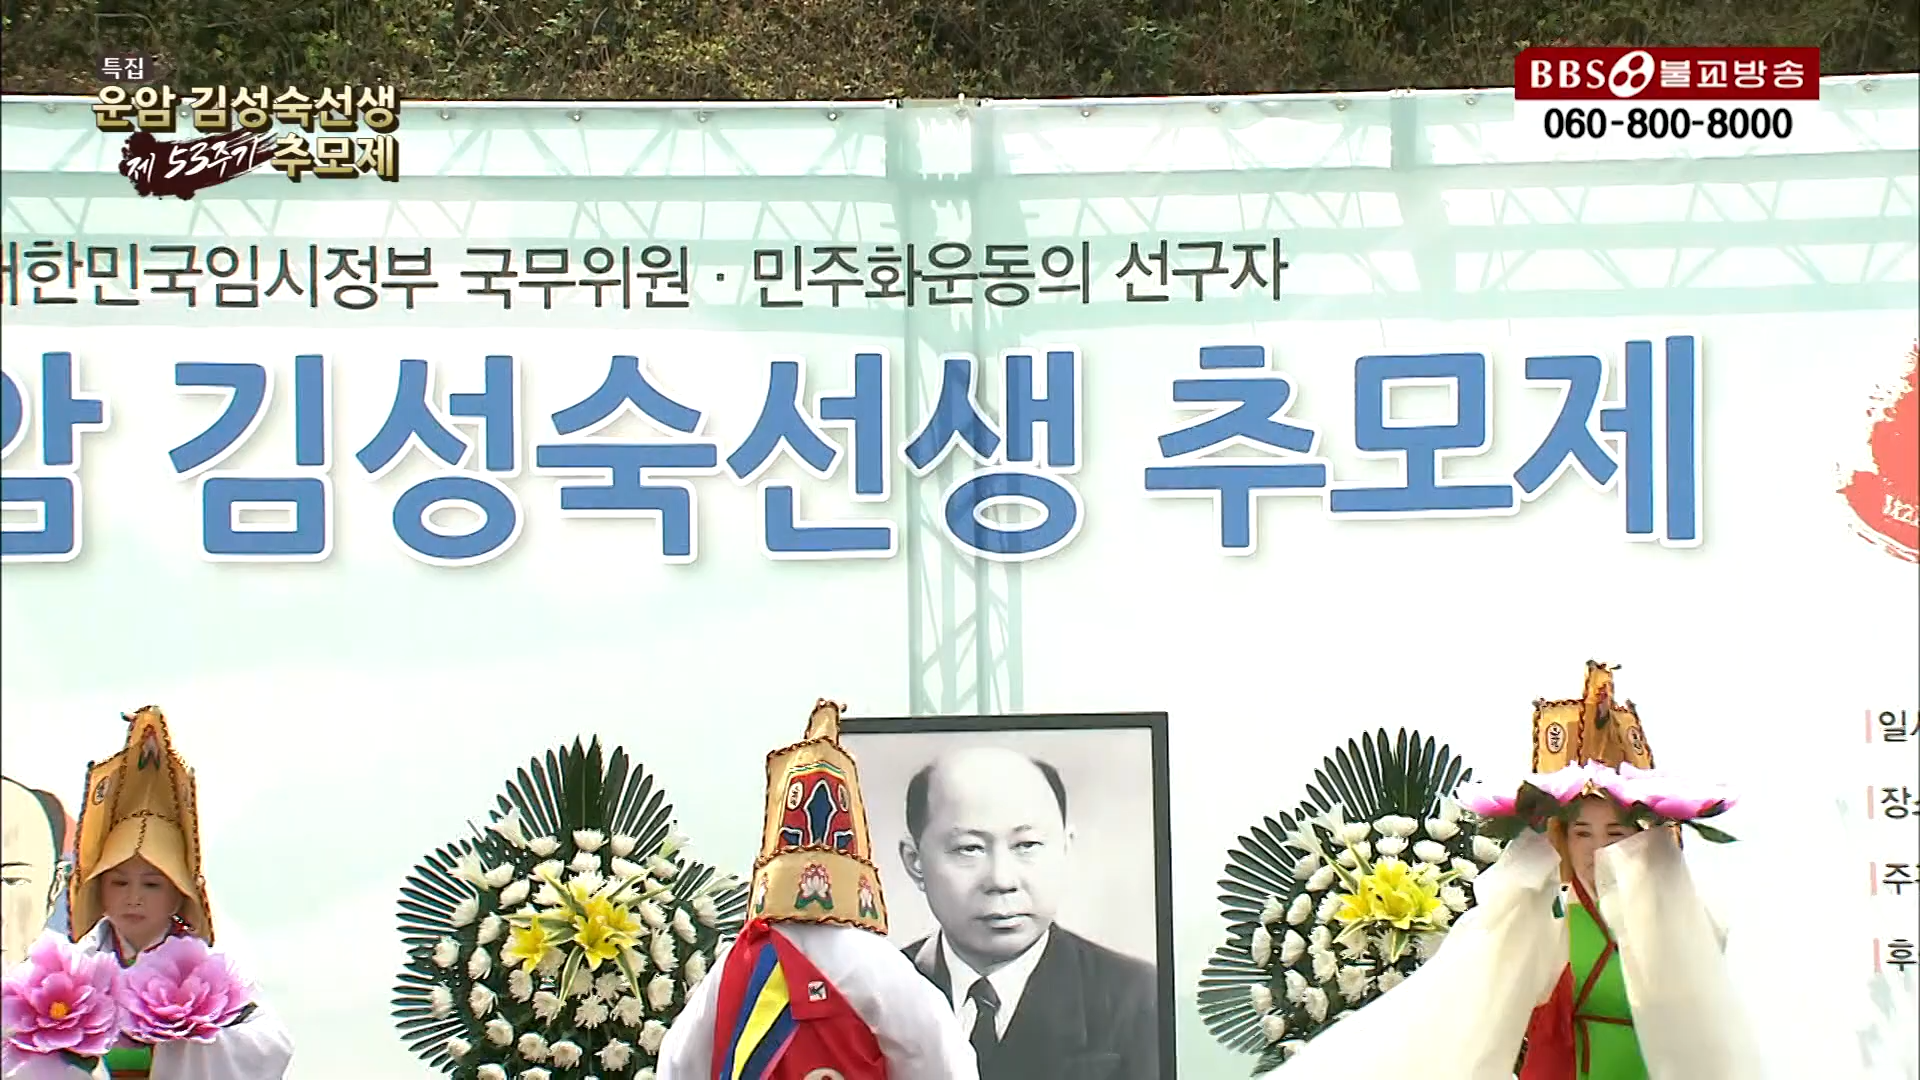 특집
운암·김성숙선생
제 53주기 추모제
BBS 불교방송
060-800-8000
대한민국임시정부 국무위원 · 민주화운동의 선구자
암 김성숙선생 추모제